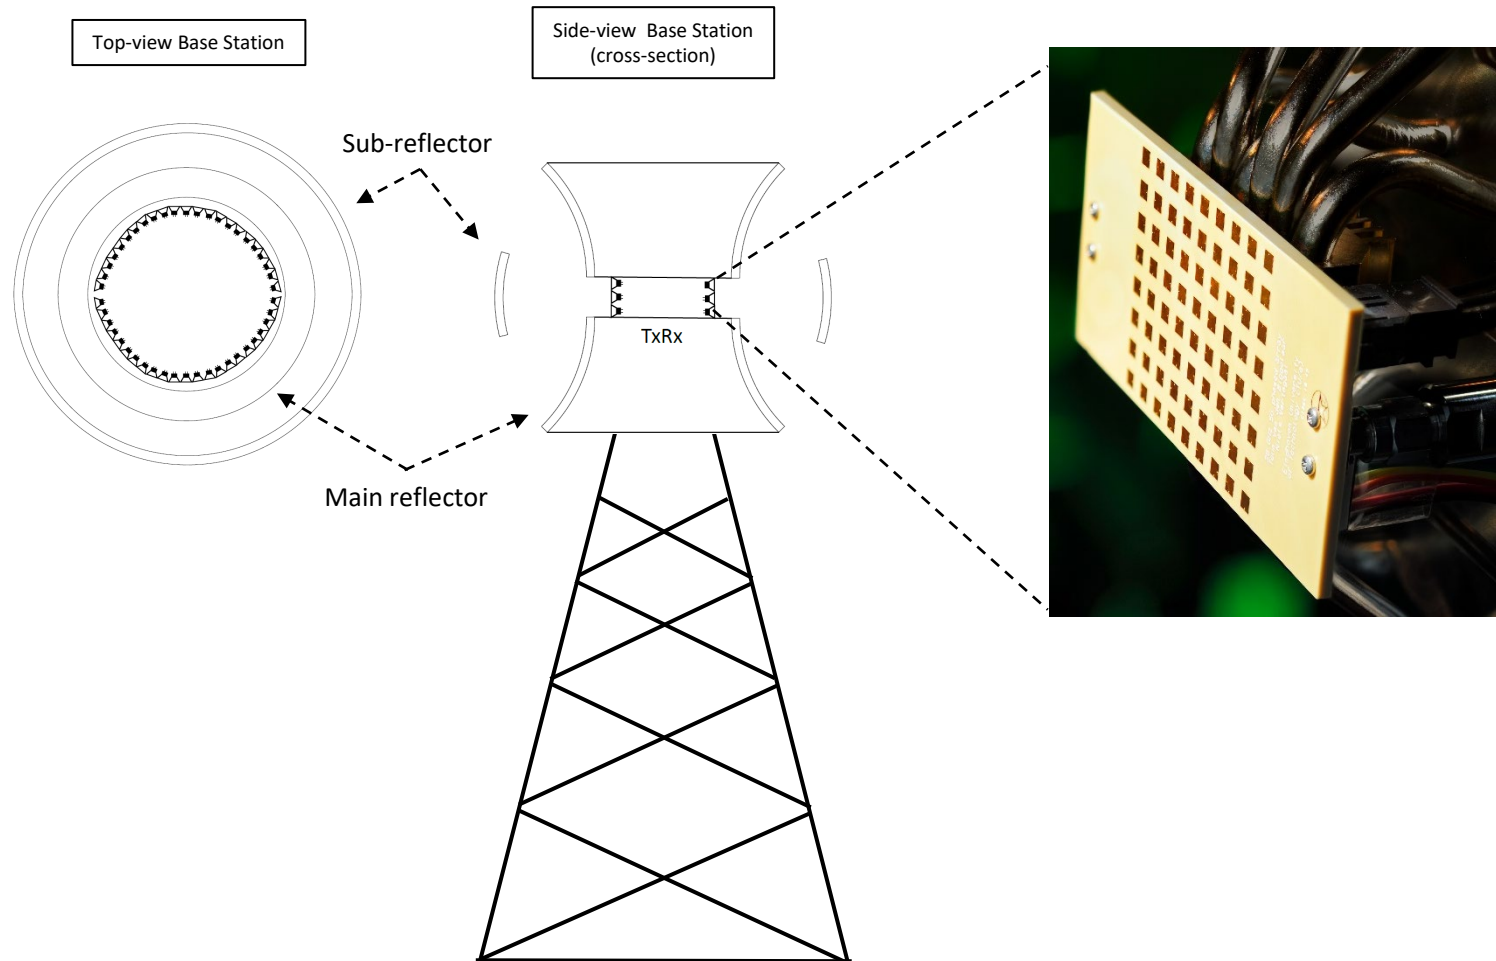 Top-view Base Station
Side-view  Base Station
(cross-section)
Sub-reflector
TxRx
Main reflector